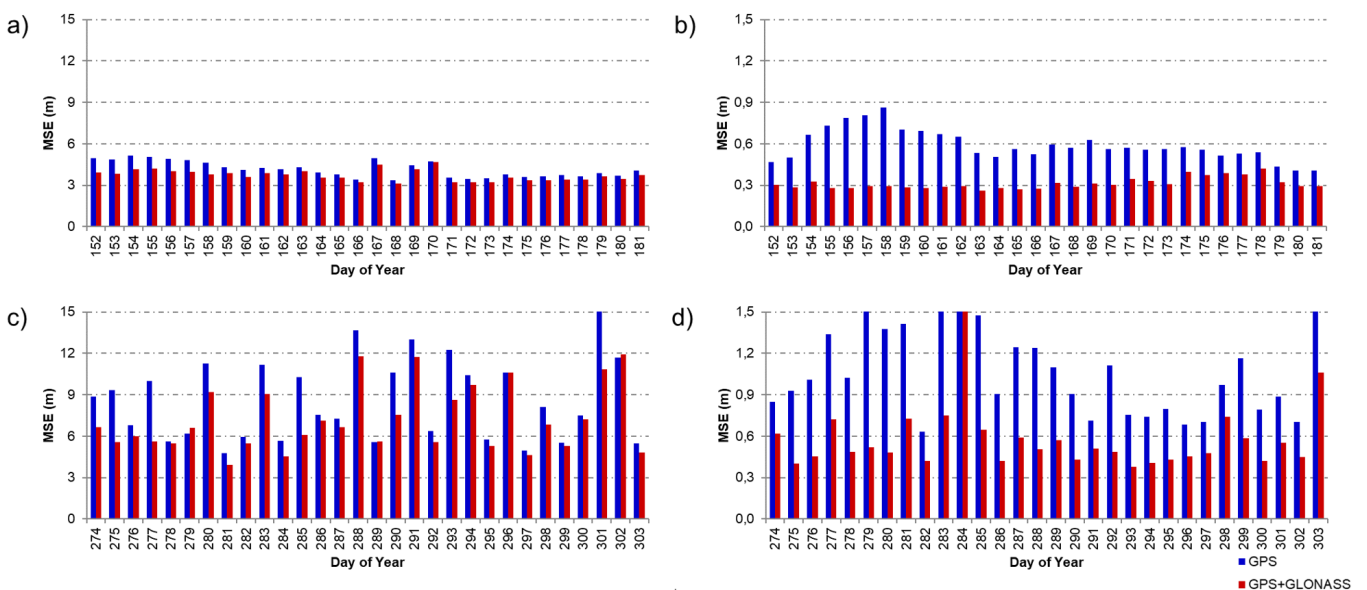 a)
MSE (m)
15
12
9
6
3
0
152 153 154 155 156 157 158 159 160 161 162 163 164 165 166 167 168 169 170 171 172 173 174 175 176 177 178 179 180 181
Day of Year
b)
MSE (m)
1,5
1,2
0,9
0,6
0,3
0,0
152 153 154 155 156 157 158 159 160 161 162 163 164 165 166 167 168 169 170 171 172 173 174 175 176 177 178 179 180 181
Day of Year
c)
MSE (m)
15
12
9
6
3
0
274 275 276 277 278 279 280 281 282 283 284 285 286 287 288 289 290 291 292 293 294 295 296 297 298 299 300 301 302 303
Day of Year
d)
MSE (m)
1,5
1,2
0,9
0,6
0,3
0,0
274 275 276 277 278 279 280 281 282 283 284 285 286 287 288 289 290 291 292 293 294 295 296 297 298 299 300 301 302 303
Day of Year
GPS
GPS+GLONASS